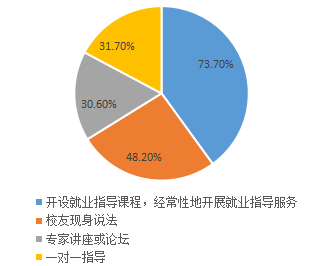 31.70%
73.70%
30.60%
48.20%
开设就业指导课程，经常性地开展就业指导服务
校友现身说法
专家讲座或论坛
一对一指导